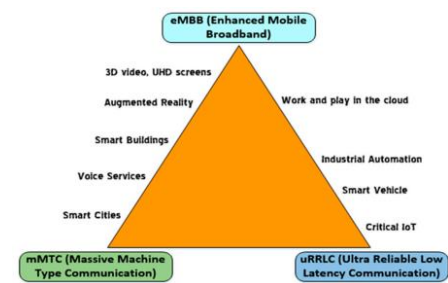 eMBB (Enhanced Mobile
Broadband)
3D video, UHD screens
Augmented Reality
Work and play in the cloud
Smart Buildings
Industrial Automation
Voice Services
Smart Vehicle
Smart Cities
Critical IoT
mMTC (Massive Machine
Type Communication)
uRRLC (Ultra Reliable Low
Latency Communication)